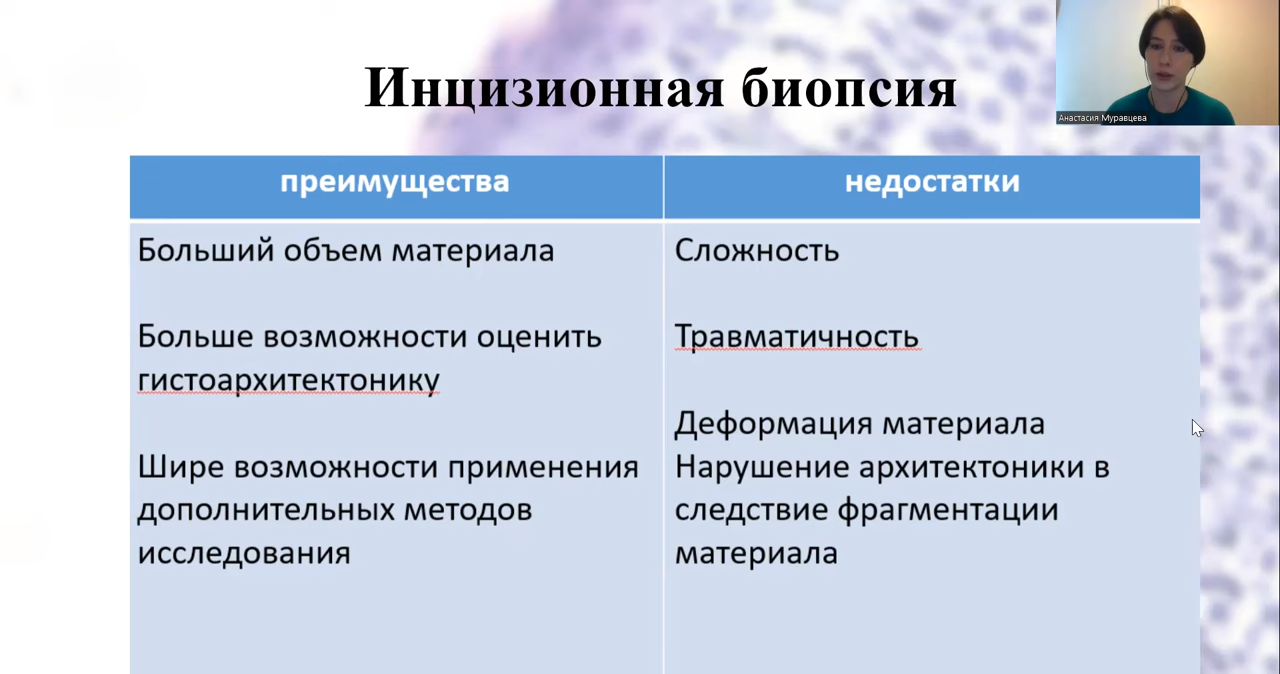 Инцизионная биопсия
Анастасия Муравцева
преимущества
недостатки
Больший объем материала
Больше возможности оценить
гистоархитектонику
Шире возможности применения
дополнительных методов
исследования
Сложность
Травматичность
Деформация материала
Нарушение архитектоники в
следствие фрагментации
материала